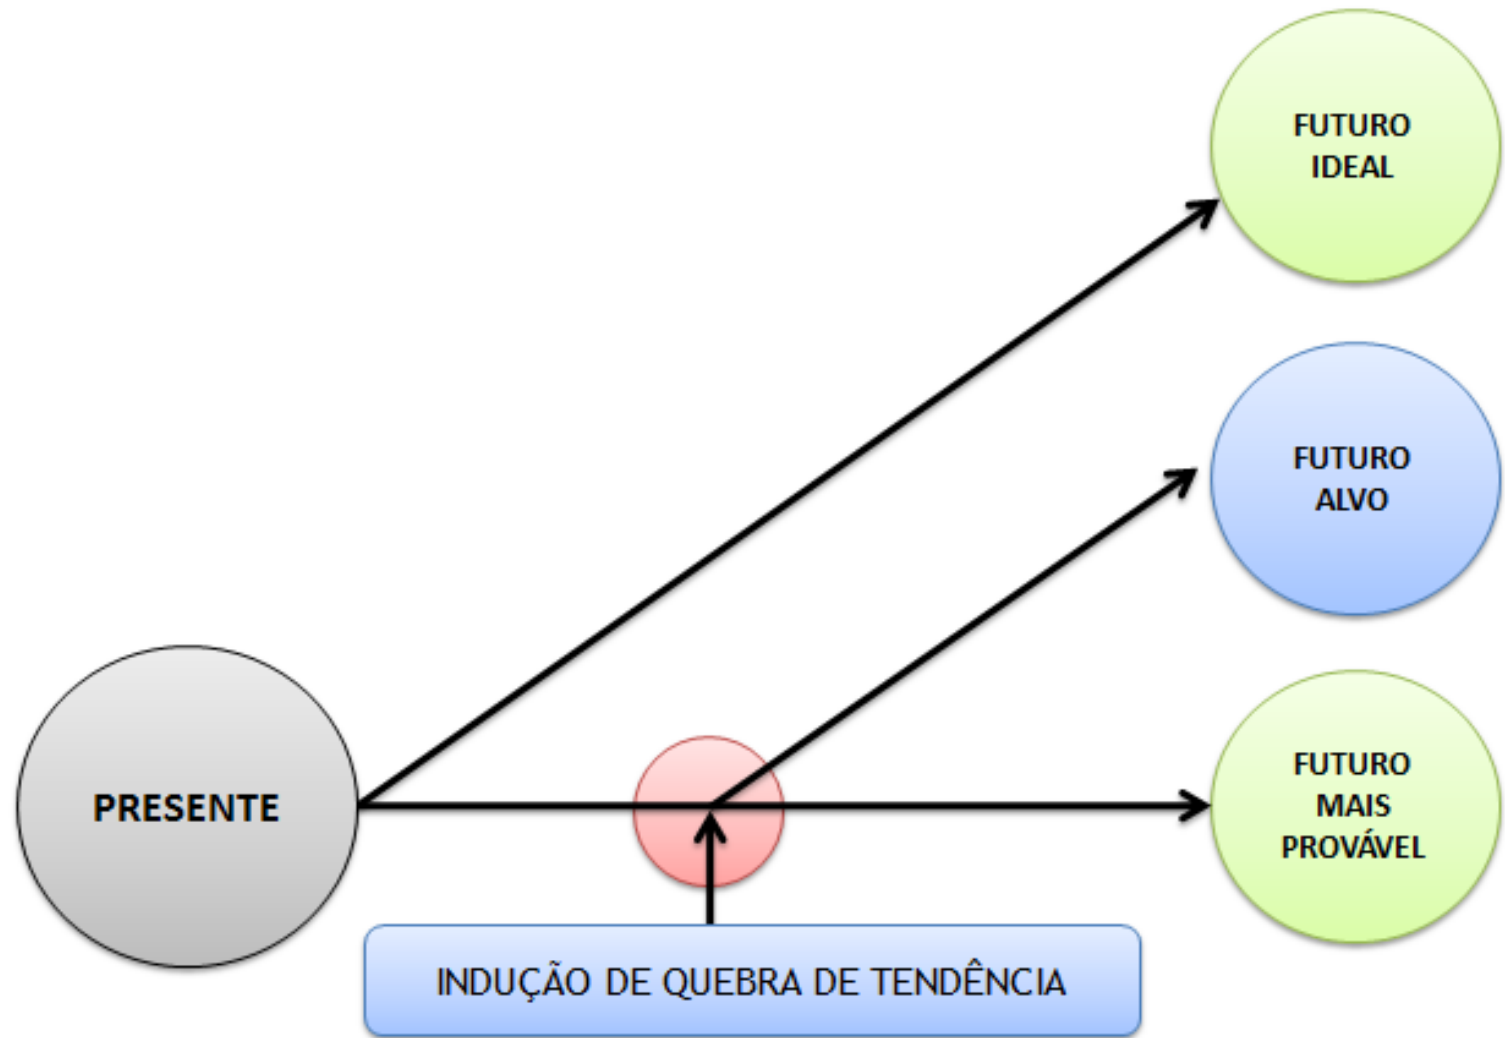 FUTURO
IDEAL
FUTURO
ALVO
FUTURO
MAIS
PROVÁVEL
PRESENTE
INDUÇÃO DE QUEBRA DE TENDÊNCIA